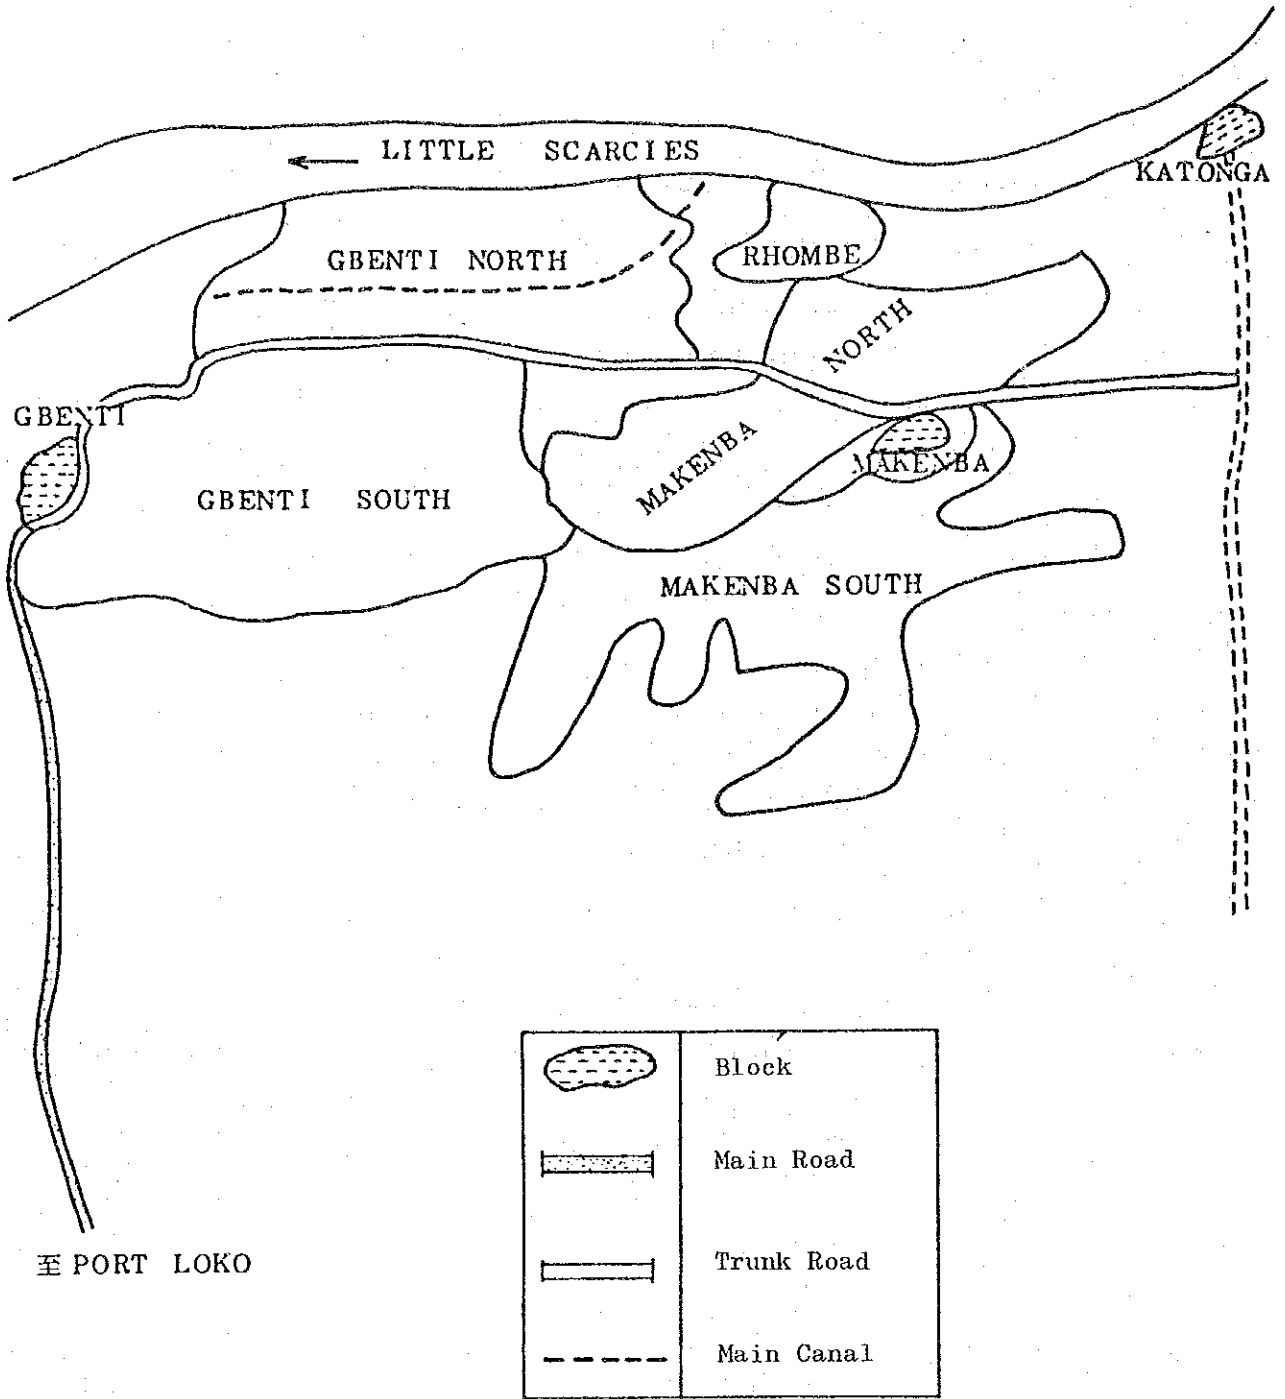 LITTLE SCARCIES
KATONGA
GBENTI NORTH
RHOMBE
NORTH
GBENTI
MAKENBA
MAKENBA
GBENTI SOUTH
MAKENBA SOUTH
至 PORT LOKO
Block
Main Road
Trunk Road
Main Canal